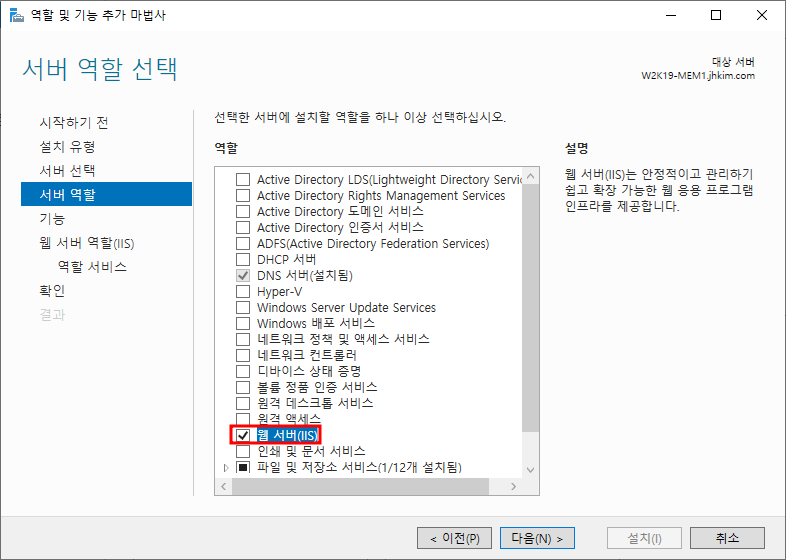 역할 및 기능 추가 마법사
서버 역할 선택
대상 서버
W2K19-MEM1.jhkim.com
시작하기 전
설치 유형
서버 선택
서버 역할
기능
웹 서버 역할(IIS)
역할 서비스
확인
결과
선택한 서버에 설치할 역할을 하나 이상 선택하십시오.
역할
Active Directory LDS(Lightweight Directory Servic
Active Directory Rights Management Services
Active Directory 도메인 서비스
Active Directory 인증서 서비스
ADFS(Active Directory Federation Services)
DHCP 서버
DNS 서버(설치됨)
Hyper-V
Windows Server Update Services
Windows 배포 서비스
네트워크 정책 및 액세스 서비스
네트워크 컨트롤러
디바이스 상태 증명
볼륨 정품 인증 서비스
원격 데스크톱 서비스
원격 액세스
웹 서버(IIS)
인쇄 및 문서 서비스
파일 및 저장소 서비스(1/12개 설치됨)
설명
웹 서버(IIS)는 안정적이고 관리하기
쉽고 확장 가능한 웹 응용 프로그램
인프라를 제공합니다.
< 이전(P)
다음(N) >
설치(I)
취소